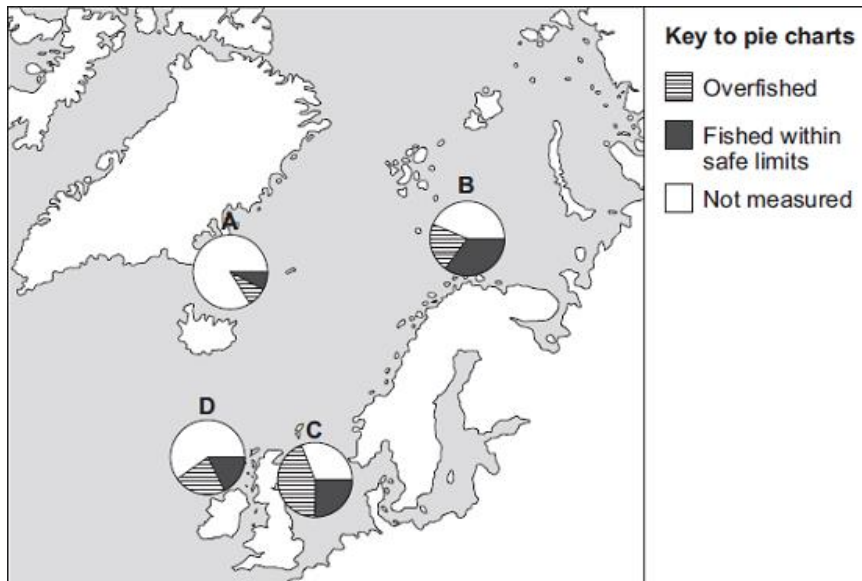 Key to pie charts
Overfished
Fished within
safe limits
Not measured
A
B
C
D